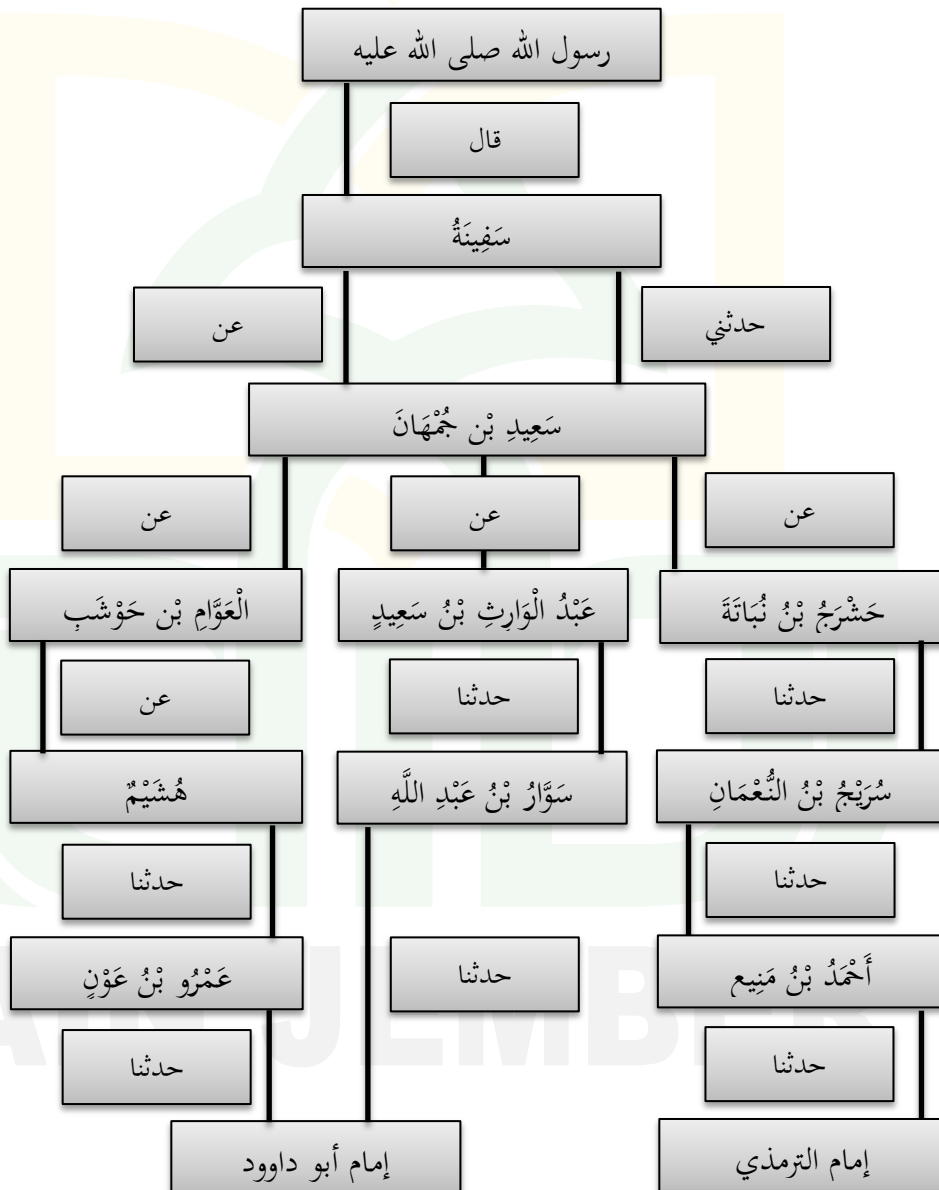 رسول الله صلى الله عليه
قال
سَفِينَةُ
حدثني
عن
سَعِيدِ بْن جُمْهَانَ
عن
عن
عن
حَشْرَجُ بْنُ نُبَاتَةَ
عَبْدُ الْوَارِثِ بْنُ سَعِيدٍ
الْعَوَّامِ بْن حَوْشَبٍ
حدثنا
حدثنا
عن
سُرَيْجُ بْنُ النُّعْمَانِ
سَوَّارُ بْنُ عَبْدِ اللَّهِ
هُشَيْمٌ
حدثنا
حدثنا
أَحْمَدُ بْنُ مَنِيع
حدثنا
عَمْرُو بْنُ عَوْنٍ
حدثنا
حدثنا
إمام الترمذي
إمام أبو داوود
IAIN JEMBER